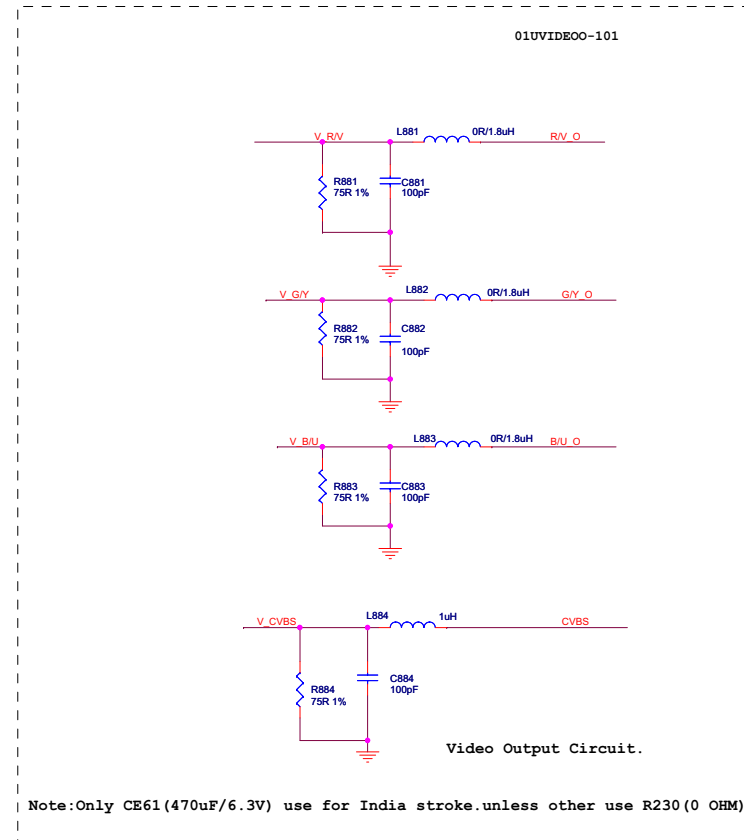 01UVIDEOO-101
V_R/V L881 0R/1.8uH R/V_O
R881 C881
75R 1% 100pF
V_G/Y L882 0R/1.8uH G/Y_O
R882 C882
75R 1%
100pF
V_B/U L883 0R/1.8uH B/U_O
R883 C883
75R 1% 100pF
V_CVBS L884 1uH CVBS
R884 C884
75R 1% 100pF
Video Output Circuit.
Note:Only CE61(470uF/6.3V) use for India stroke.unless other use R230(0 OHM)